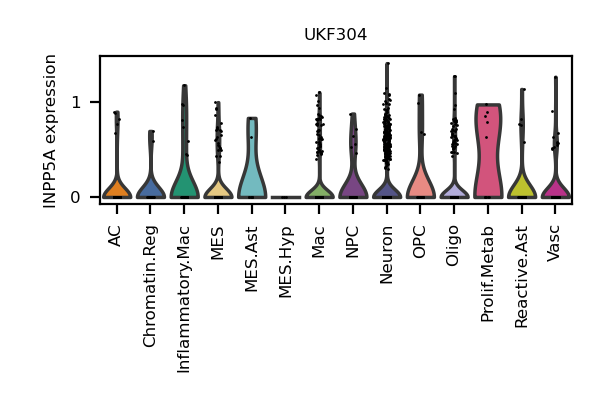 UKF304
INPP5A expression
1
0
AC
Chromatin.Reg
Inflammatory.Mac
MES
MES.Ast
MES.Hyp
Mac
NPC
Neuron
OPC
Oligo
Prolif.Metab
Reactive.Ast
Vasc